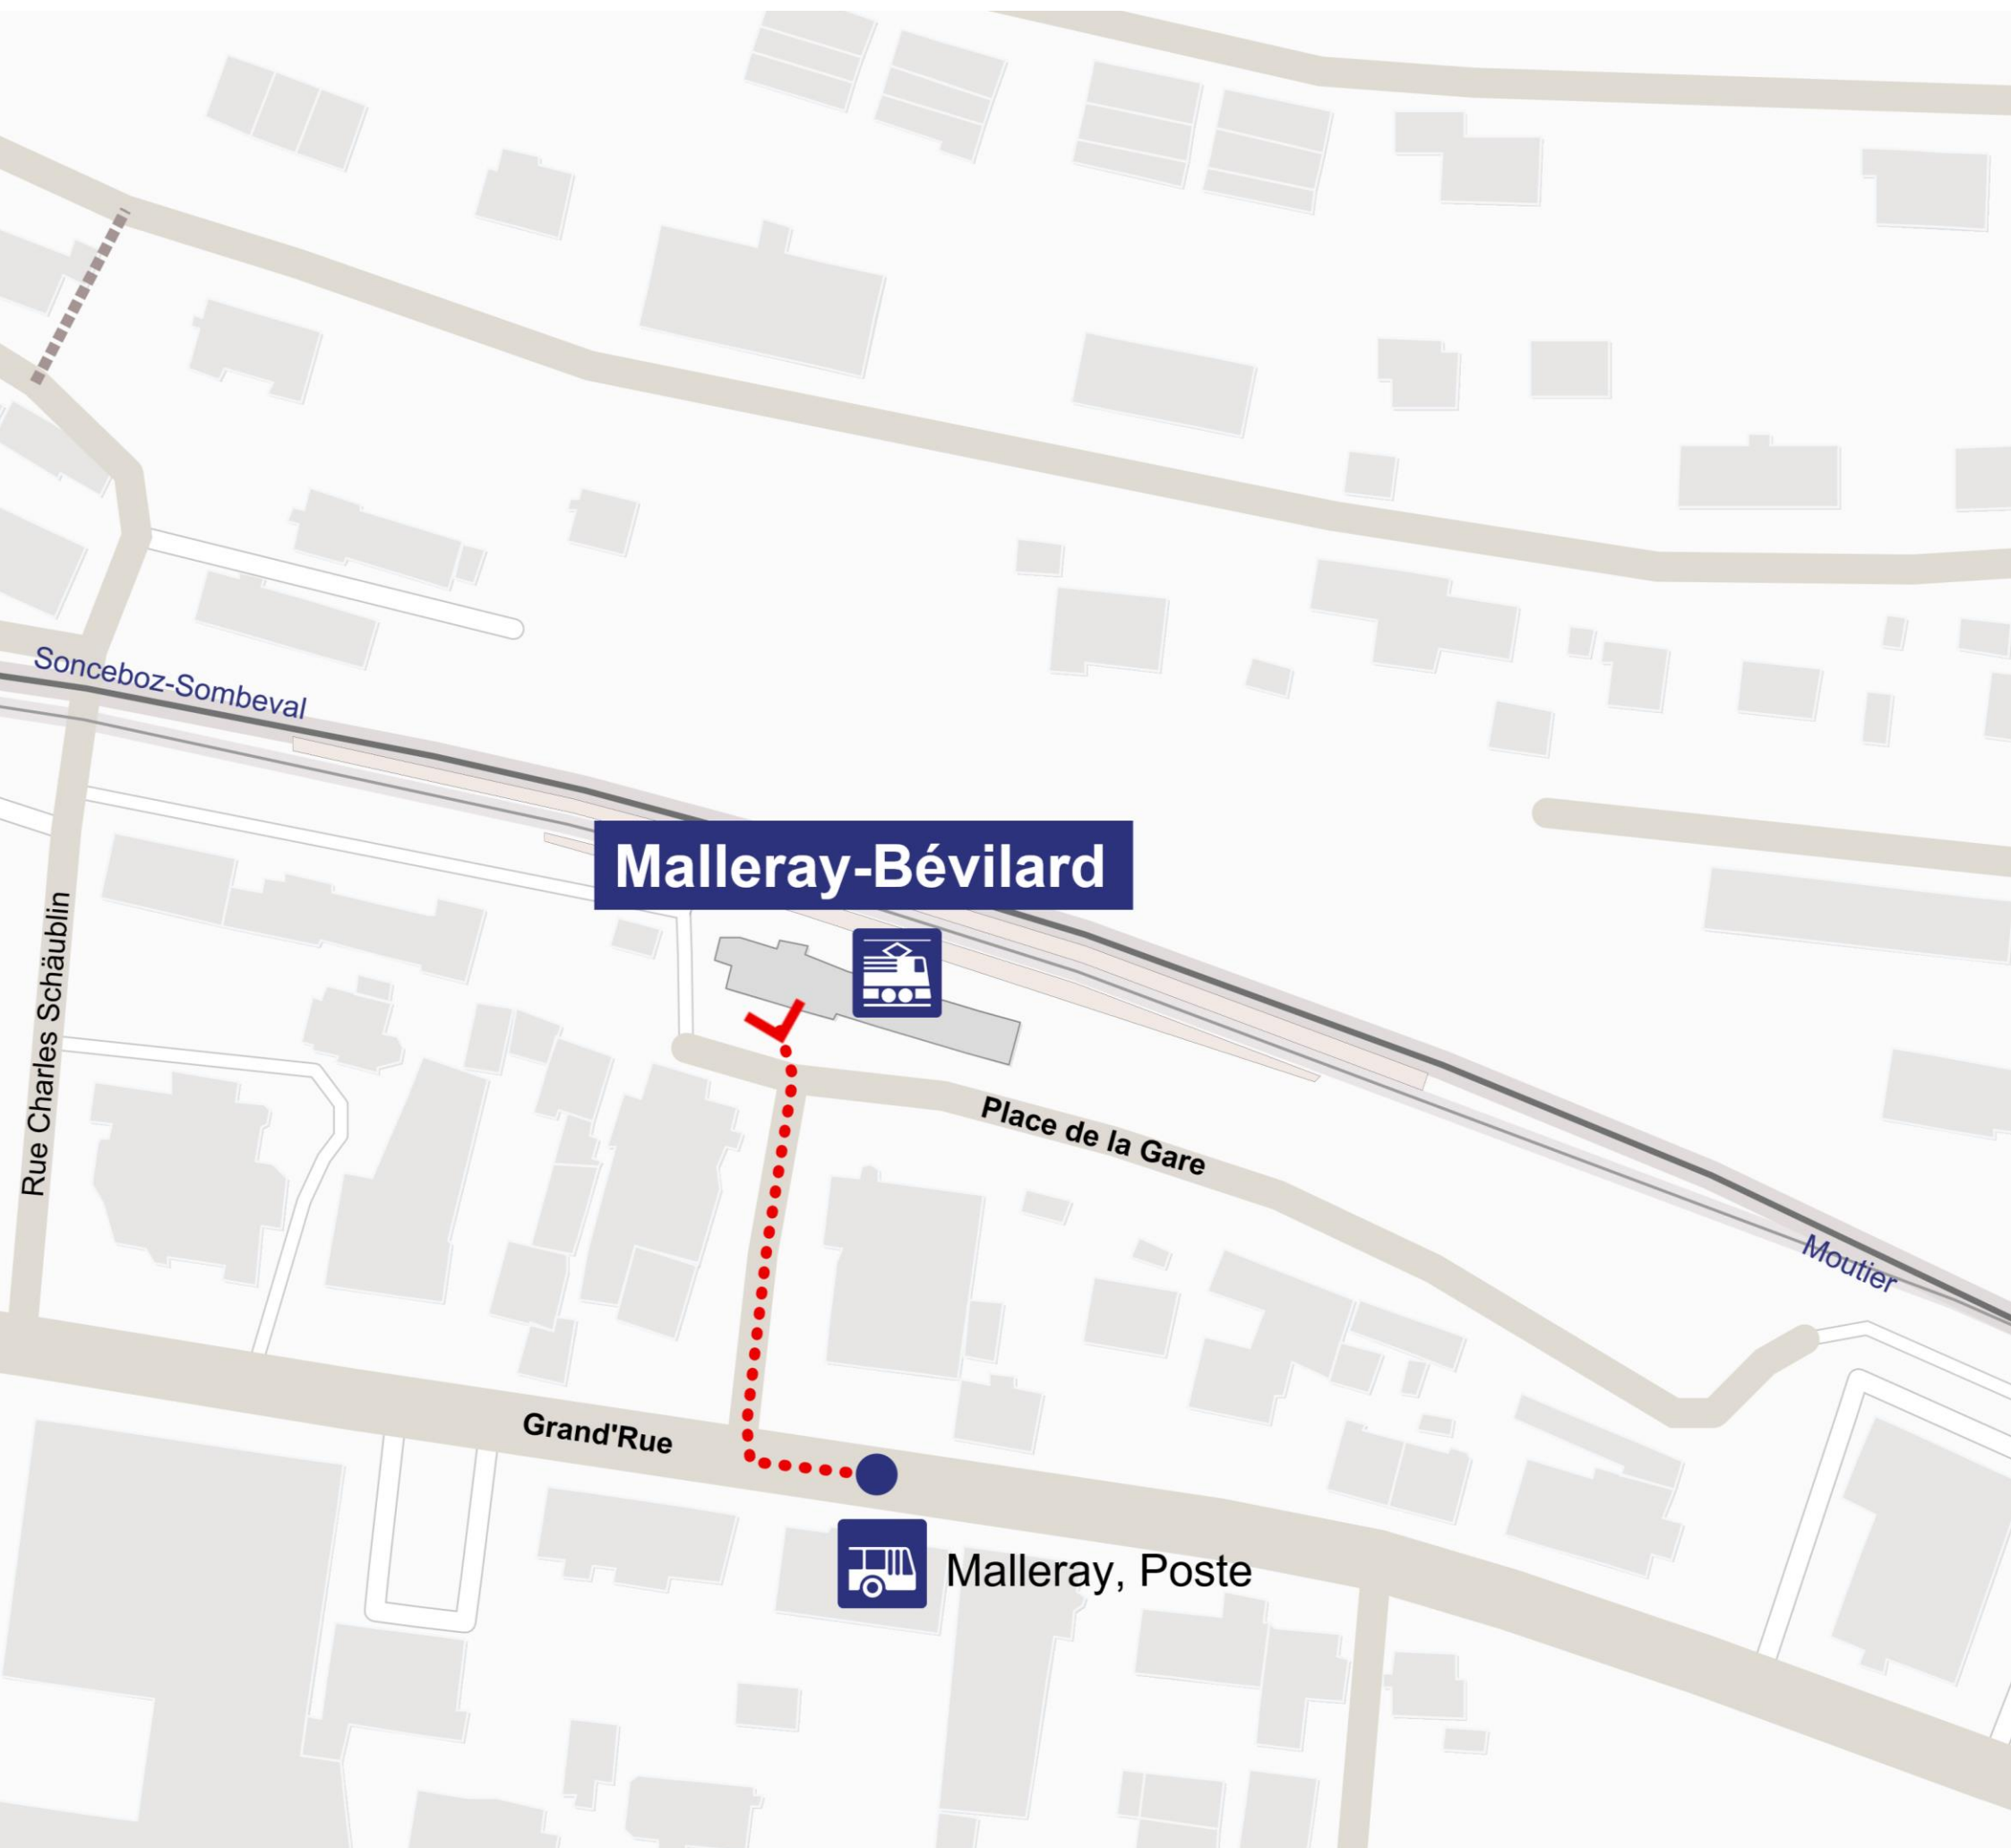 Sonceboz-Sombeval
Malleray-Bévilard
Rue Charles Schäublin
Place de la Gare
Moutier
Grand'Rue
Malleray, Poste